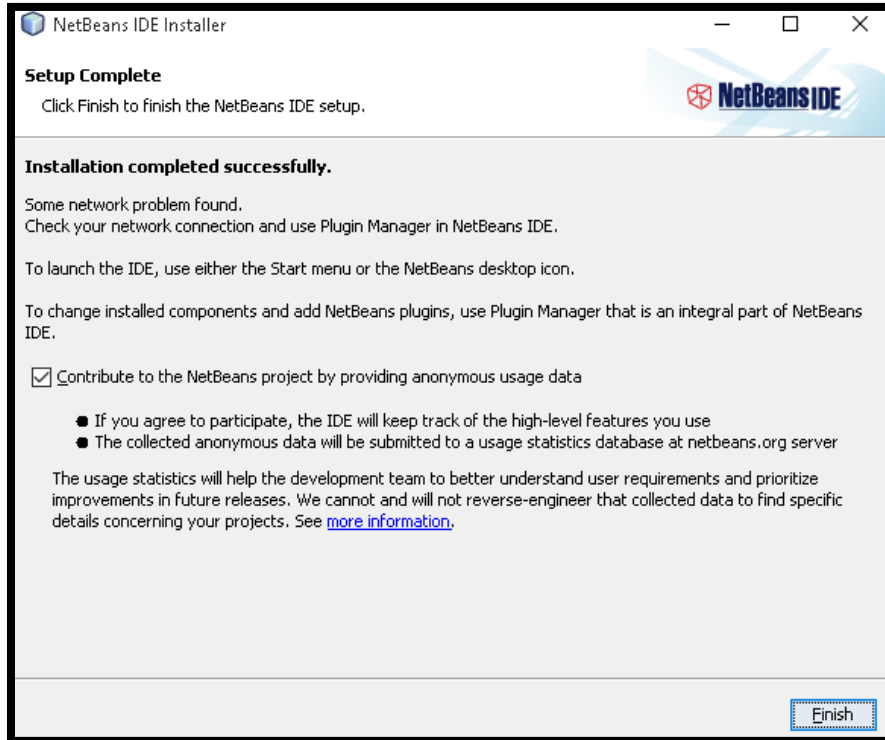 NetBeans IDE Installer
Setup Complete
Click Finish to finish the NetBeans IDE setup.
NetBeans IDE
Installation completed successfully.
Some network problem found.
Check your network connection and use Plugin Manager in NetBeans IDE.
To launch the IDE, use either the Start menu or the NetBeans desktop icon.
To change installed components and add NetBeans plugins, use Plugin Manager that is an integral part of NetBeans
IDE.
Contribute to the NetBeans project by providing anonymous usage data
● If you agree to participate, the IDE will keep track of the high-level features you use
● The collected anonymous data will be submitted to a usage statistics database at netbeans.org server
The usage statistics will help the development team to better understand user requirements and prioritize
improvements in future releases. We cannot and will not reverse-engineer that collected data to find specific
details concerning your projects. See more information.
Finish